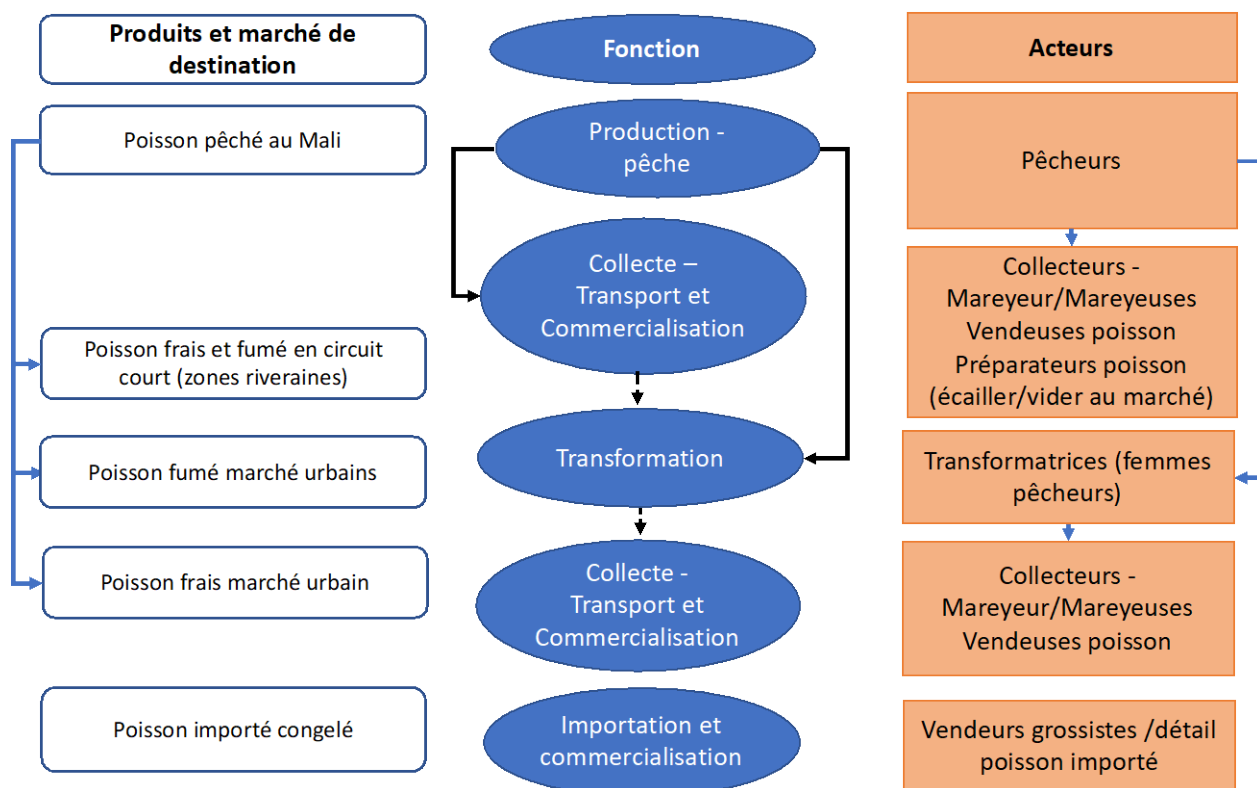 Produits et marché de
destination
Fonction
Acteurs
Poisson pêché au Mali
Production -
pêche
Pêcheurs
Collecte –
Transport et
Commercialisation
Collecteurs -
Mareyeur/Mareyeuses
Vendeuses poisson
Préparateurs poisson
(écailler/vider au marché)
Poisson frais et fumé en circuit
court (zones riveraines)
Poisson fumé marché urbains
Transformation
Transformatrices (femmes
pêcheurs)
Poisson frais marché urbain
Collecte -
Transport et
Commercialisation
Collecteurs -
Mareyeur/Mareyeuses
Vendeuses poisson
Poisson importé congelé
Importation et
commercialisation
Vendeurs grossistes /détail
poisson importé